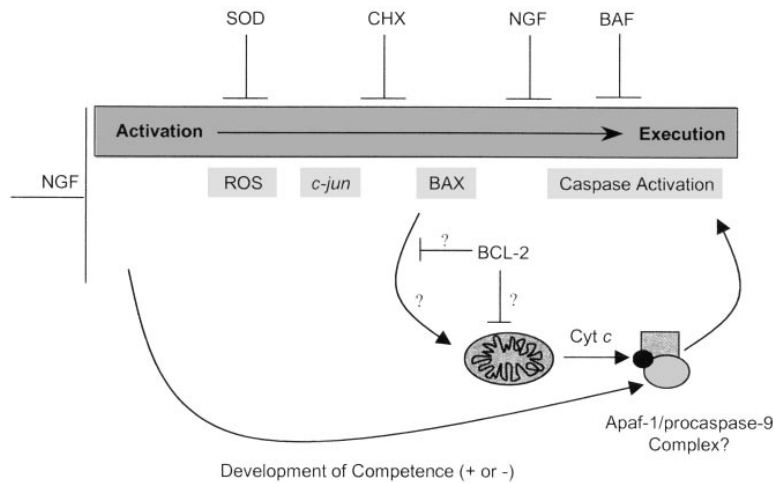 SOD CHX NGF BAF
Activation Execution
NGF
ROS c-jun BAX Caspase Activation
? BCL-2
? ?
Cyt c
Apaf-1/procaspase-9
Complex?
Development of Competence (+ or -)